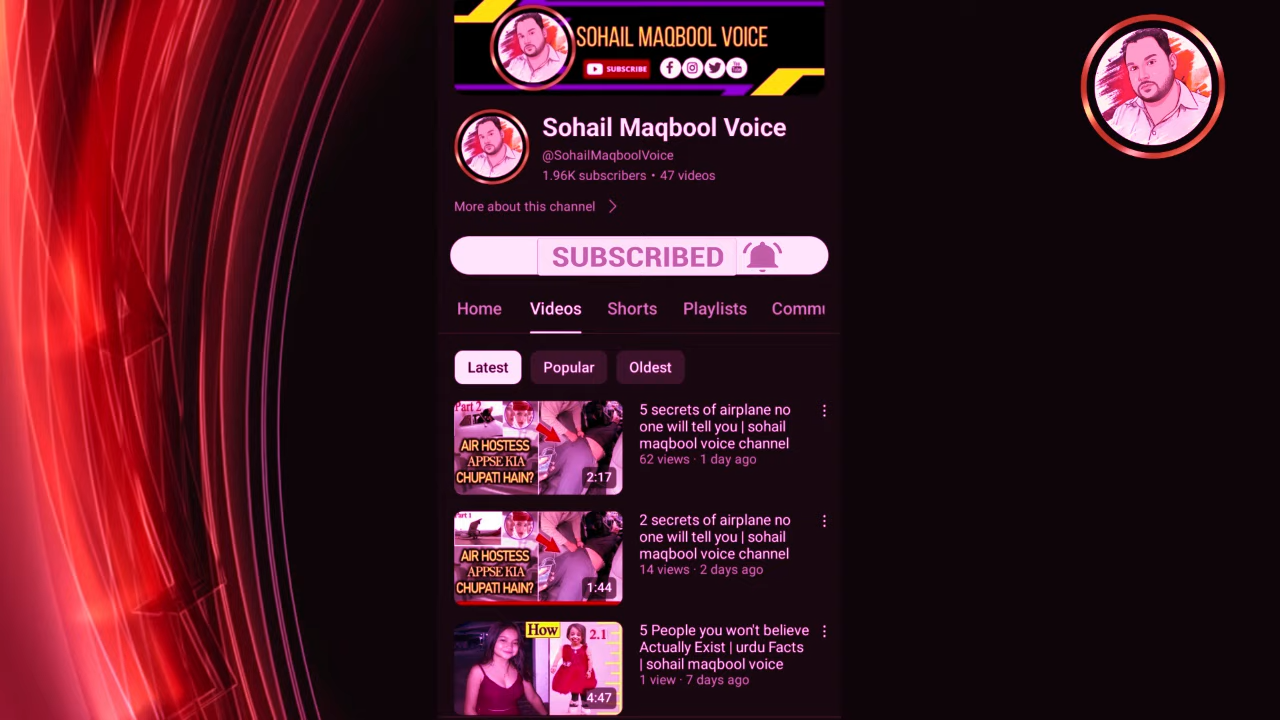 SOHAIL MAQBOOL VOICE
SUBSCRIBE
You Tube
Sohail Maqbool Voice
@SohailMaqboolVoice
1.96K subscribers • 47 videos
More about this channel
SUBSCRIBED
Home Videos Shorts Playlists Commu
Latest Popular Oldest
Part 2
AIR HOSTESS
APPSE KIA
CHUPATI HAIN?
2:17
5 secrets of airplane no
one will tell you | sohail
maqbool voice channel
62 views · 1 day ago
Part 1
AIR HOSTESS
APPSE KIA
CHUPATI HAIN?
1:44
2 secrets of airplane no
one will tell you | sohail
maqbool voice channel
14 views · 2 days ago
How
2.1
4:47
5 People you won't believe
Actually Exist | urdu Facts
| sohail maqbool voice
1 view · 7 days ago